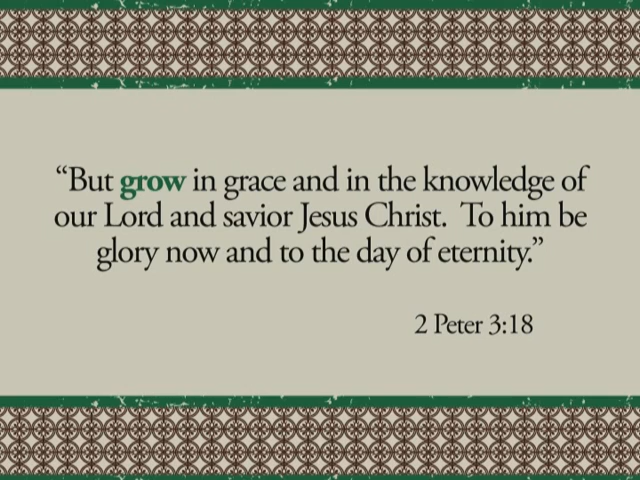 “But grow in grace and in the knowledge of
our Lord and savior Jesus Christ.  To him be
glory now and to the day of eternity.”
2 Peter 3:18